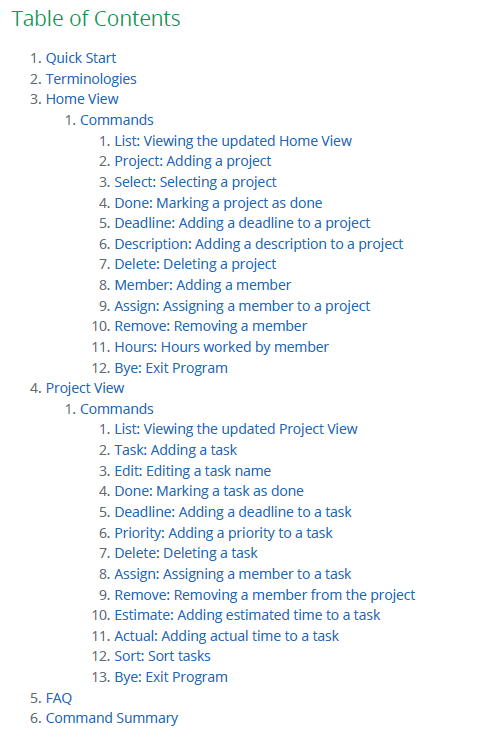 Table of Contents
1. Quick Start
2. Terminologies
3. Home View
1. Commands
1. List: Viewing the updated Home View
2. Project: Adding a project
3. Select: Selecting a project
4. Done: Marking a project as done
5. Deadline: Adding a deadline to a project
6. Description: Adding a description to a project
7. Delete: Deleting a project
8. Member: Adding a member
9. Assign: Assigning a member to a project
10. Remove: Removing a member
11. Hours: Hours worked by member
12. Bye: Exit Program
4. Project View
1. Commands
1. List: Viewing the updated Project View
2. Task: Adding a task
3. Edit: Editing a task name
4. Done: Marking a task as done
5. Deadline: Adding a deadline to a task
6. Priority: Adding a priority to a task
7. Delete: Deleting a task
8. Assign: Assigning a member to a task
9. Remove: Removing a member from the project
10. Estimate: Adding estimated time to a task
11. Actual: Adding actual time to a task
12. Sort: Sort tasks
13. Bye: Exit Program
5. FAQ
6. Command Summary